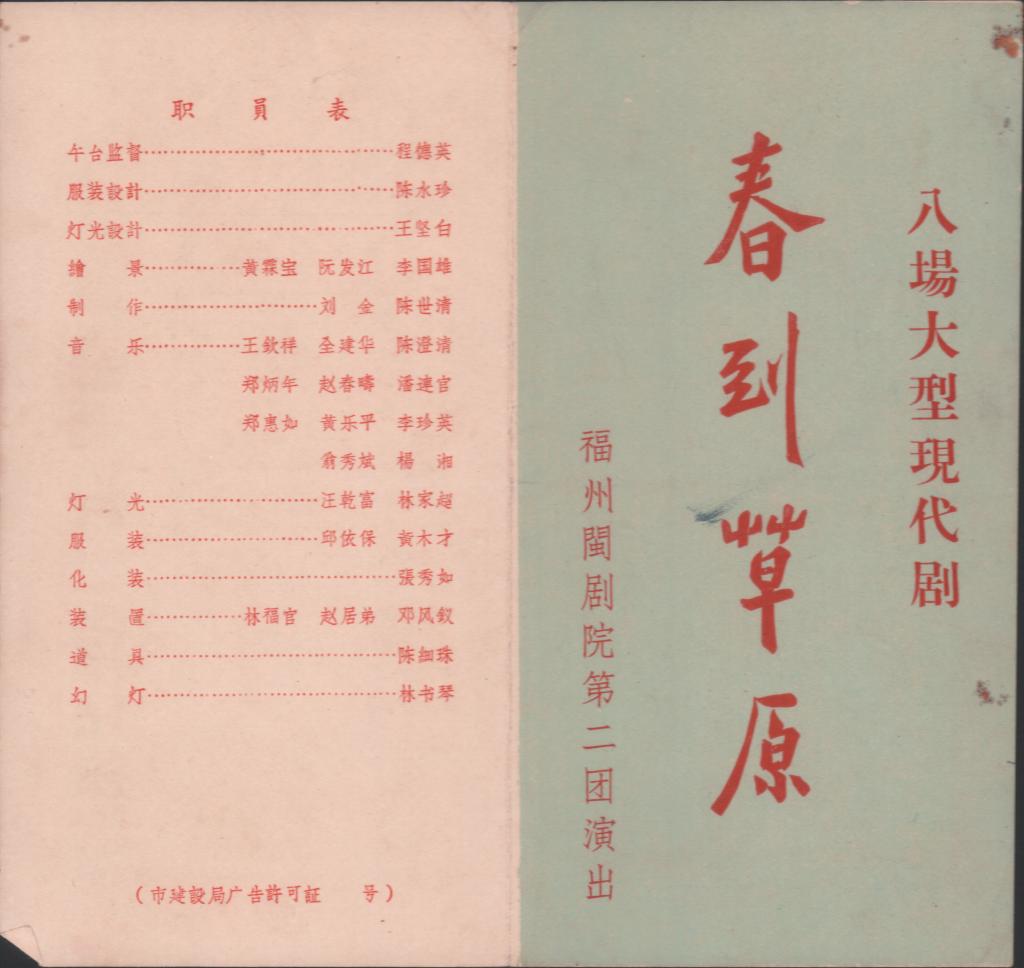 八場大型現代剧
春到草原
福州閩剧院第二团演出
职員表
午台监督……程德英
服装設計……陈水珍
灯光設計……王坚白
繪景……黄霖宝 阮发江 李国雄
制作……刘金 陈世清
音乐……王欽祥 全建华 陈澄清
郑炳年 赵春疇 潘連官
郑惠如 黄乐平 李珍英
翁秀斌 楊湘
灯光……汪乾富 林家超
服装……邱依保 黄木才
化装……張秀如
装置……林福官 赵居弟 邓风釵
道具……陈細珠
幻灯……林书琴
（市建設局广告許可証 号）